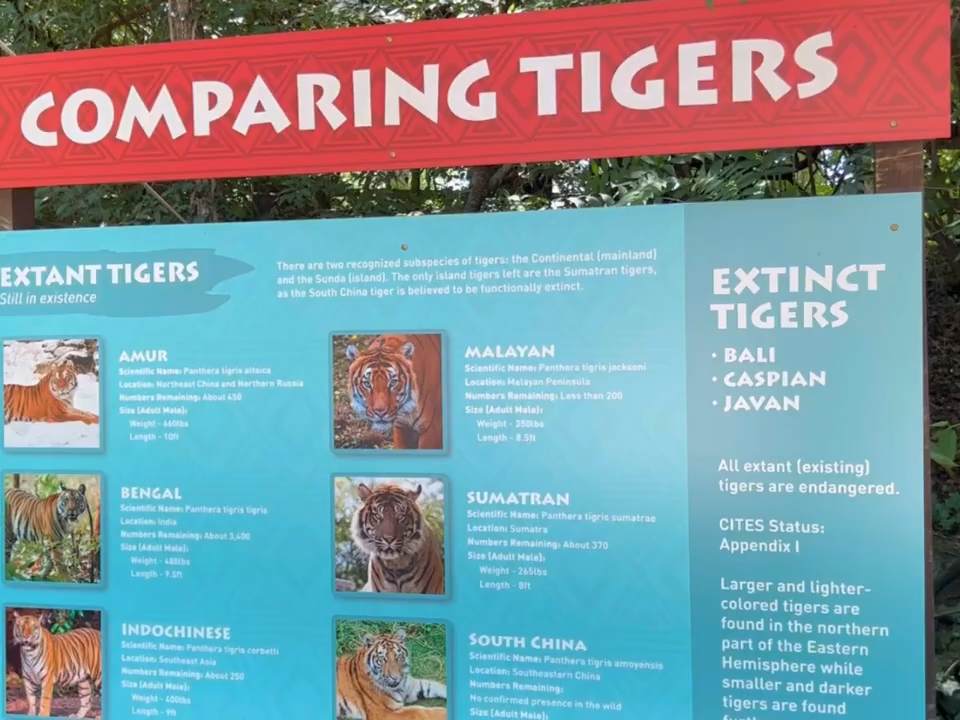 COMPARING TIGERS
EXTANT TIGERS
Still in existence
There are two recognized subspecies of tigers: the Continental (mainland)
and the Sunda (island). The only island tigers left are the Sumatran tigers,
as the South China tiger is believed to be functionally extinct.
AMUR
Scientific Name: Panthera tigris altaica
Location: Northeast China and Northern Russia
Numbers Remaining: About 450
Size (Adult Male):
Weight - 660lbs
Length - 10ft
BENGAL
Scientific Name: Panthera tigris tigris
Location: India
Numbers Remaining: About 3,400
Size (Adult Male):
Weight - 480lbs
Length - 9.5ft
INDOCHINESE
Scientific Name: Panthera tigris corbetti
Location: Southeast Asia
Numbers Remaining: About 250
Size (Adult Male):
Weight - 400lbs
Length - 9ft
MALAYAN
Scientific Name: Panthera tigris jacksoni
Location: Malayan Peninsula
Numbers Remaining: Less than 200
Size (Adult Male):
Weight - 350lbs
Length - 8.5ft
SUMATRAN
Scientific Name: Panthera tigris sumatrae
Location: Sumatra
Numbers Remaining: About 370
Size (Adult Male):
Weight - 265lbs
Length - 8ft
SOUTH CHINA
Scientific Name: Panthera tigris amoyensis
Location: Southeastern China
Numbers Remaining:
No confirmed presence in the wild
Size (Adult Male):
EXTINCT
TIGERS
• BALI
• CASPIAN
• JAVAN
All extant (existing)
tigers are endangered.
CITES Status:
Appendix I
Larger and lighter-
colored tigers are
found in the northern
part of the Eastern
Hemisphere while
smaller and darker
tigers are found